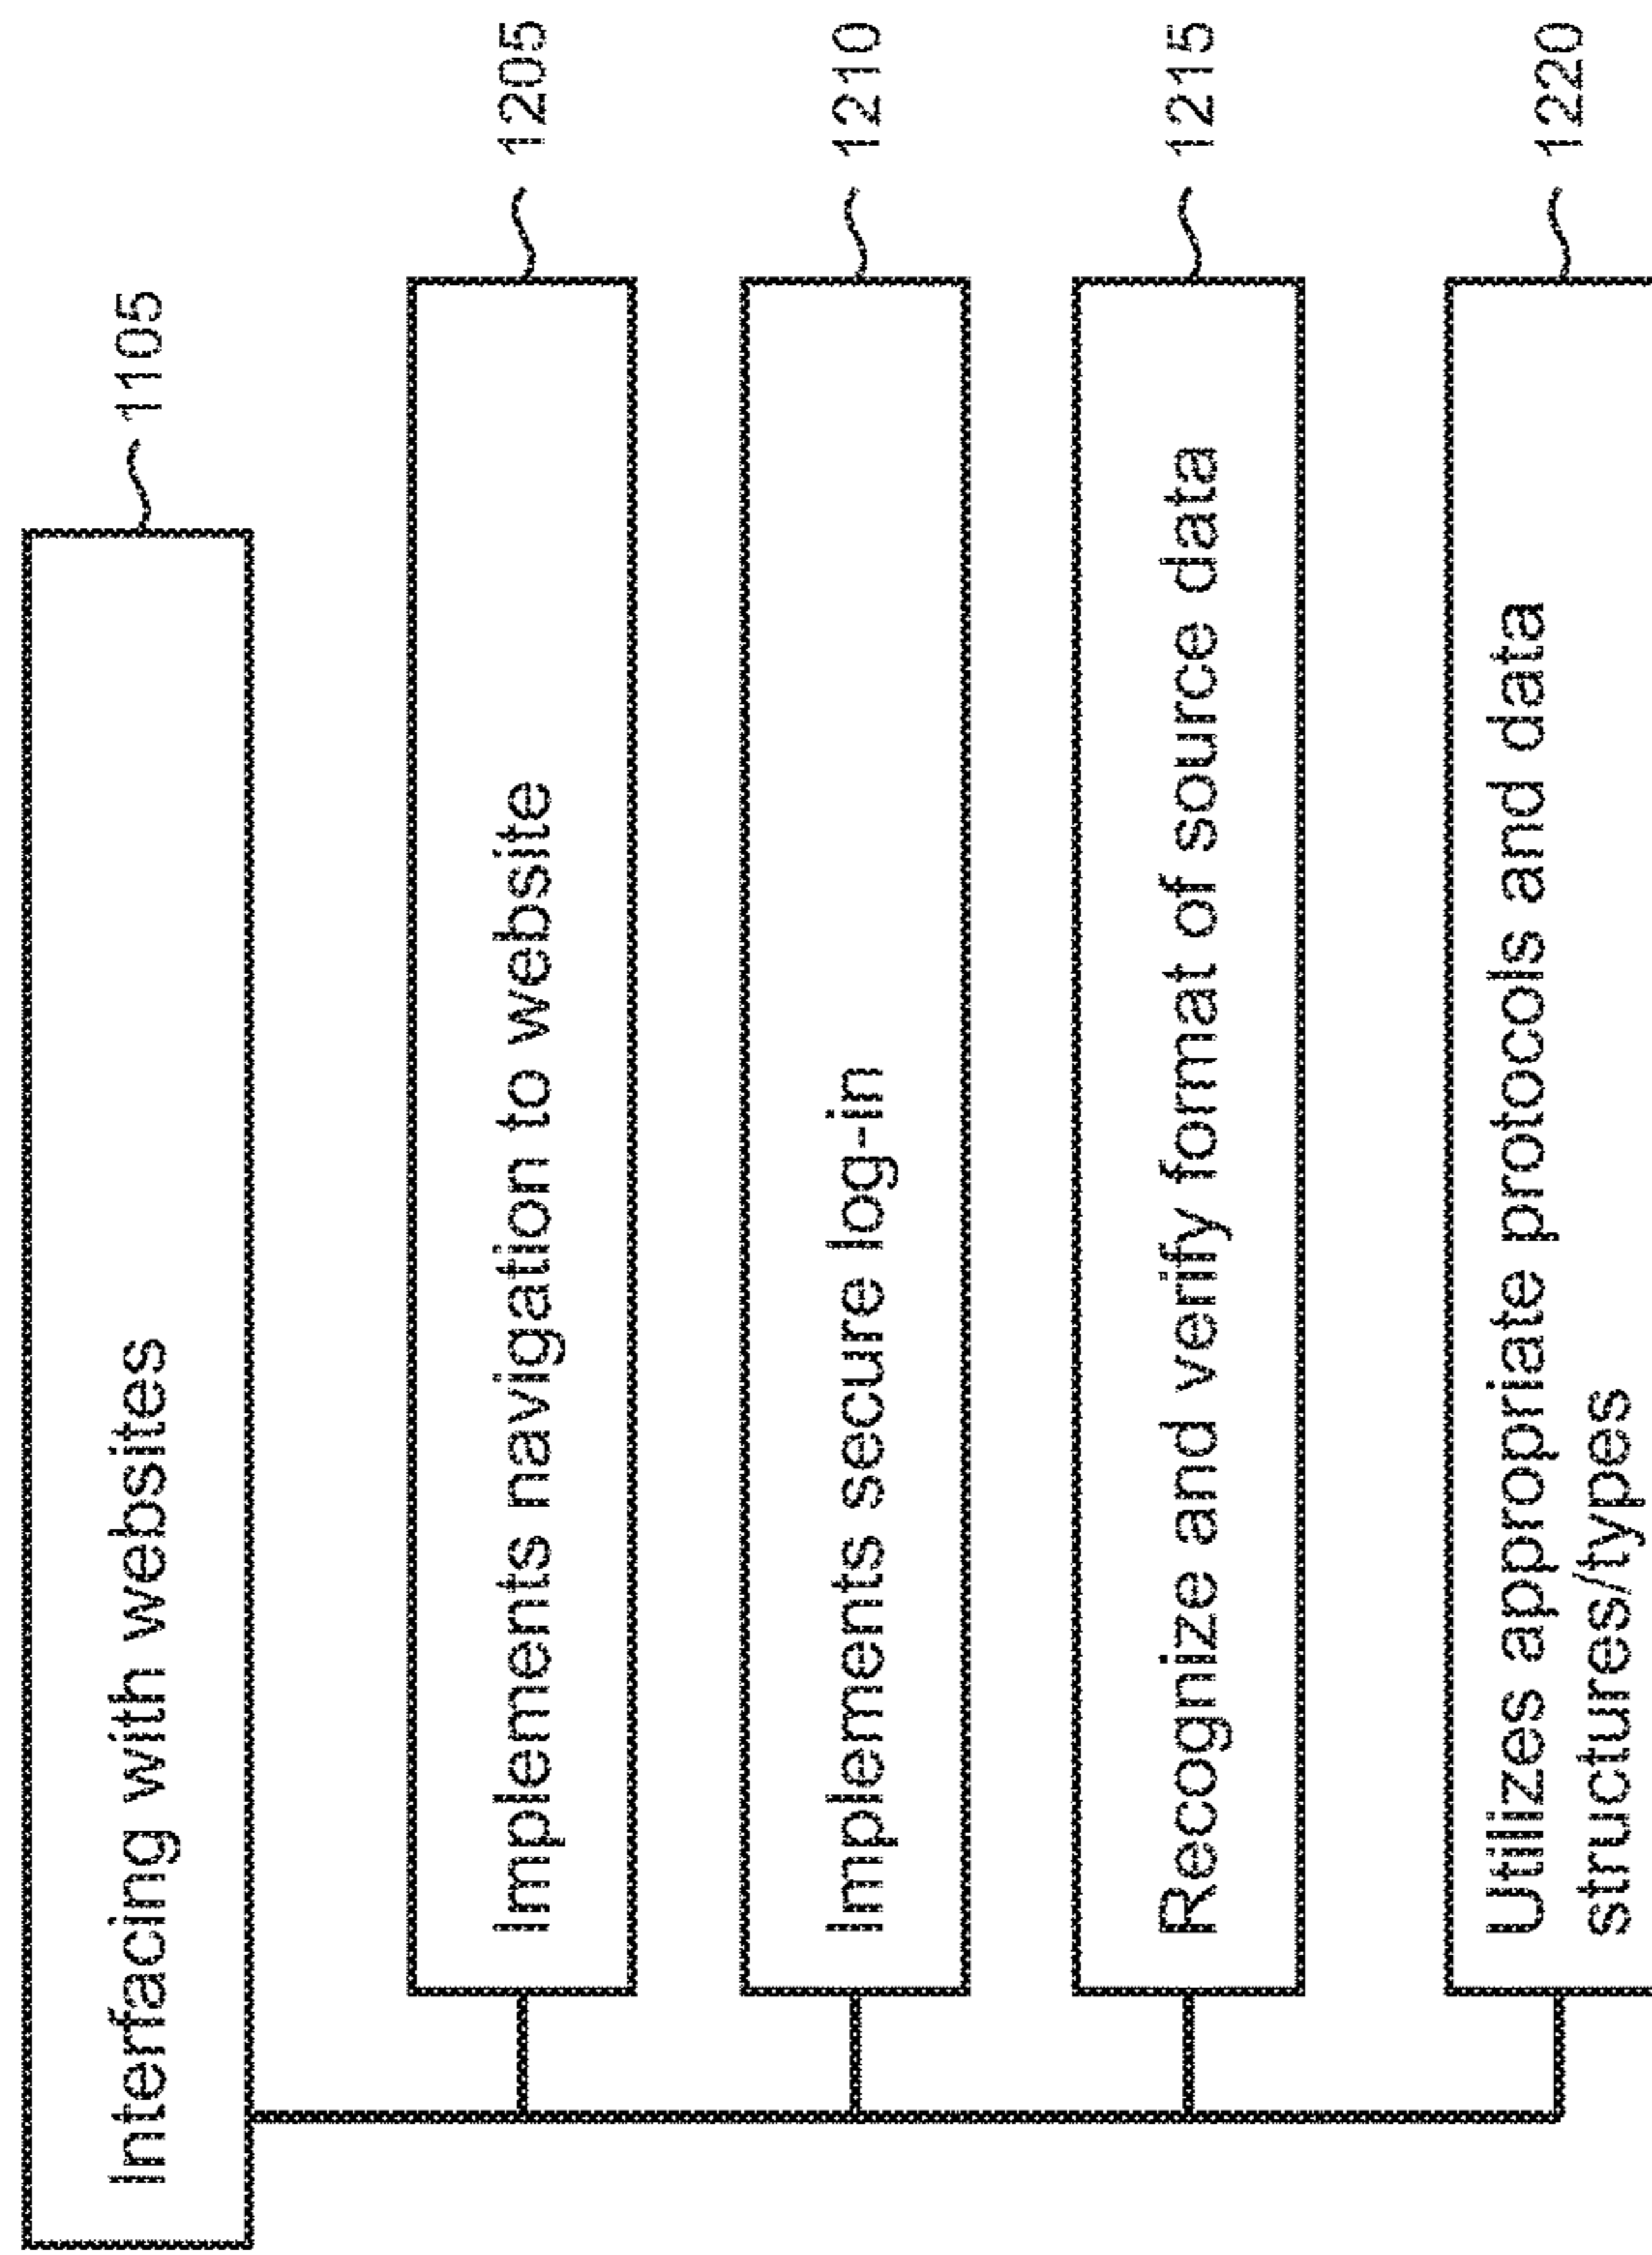 Interfacing with websites
1105
Implements navigation to website
1205
Implements secure log-in
1210
Recognize and verify format of source data
1215
Utilizes appropriate protocols and data
structures/types
1220